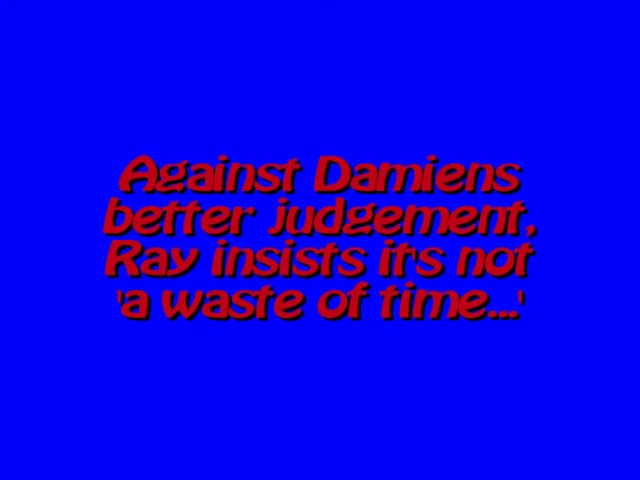 Against Damiens
better judgement,
Ray insists it's not
'a waste of time...'